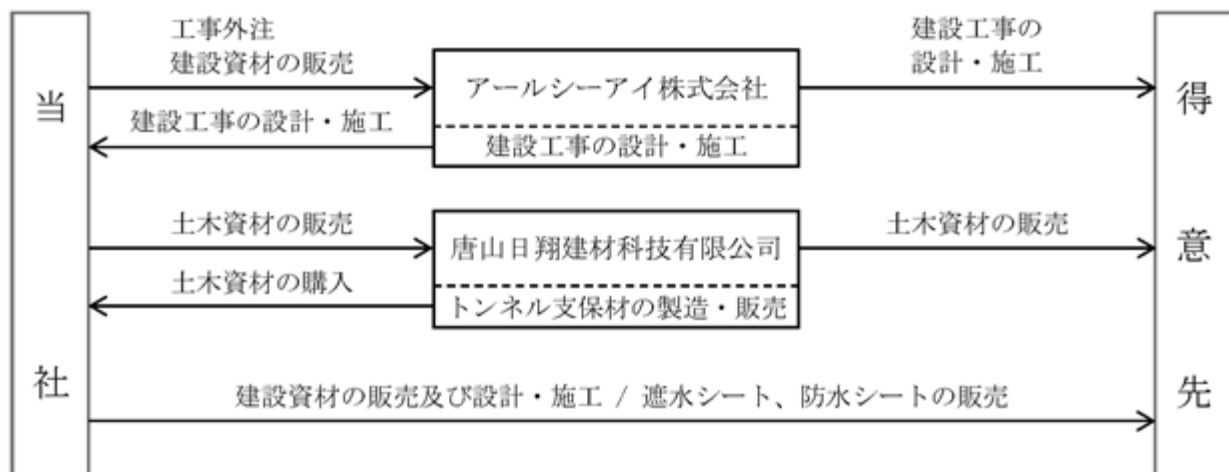 当社
工事外注
建設資材の販売
建設工事の設計・施工
アールシーアイ株式会社
建設工事の設計・施工
建設工事の
設計・施工
土木資材の販売
土木資材の購入
唐山日翔建材科技有限公司
トンネル支保材の製造・販売
土木資材の販売
建設資材の販売及び設計・施工 / 遮水シート、防水シートの販売
得意先